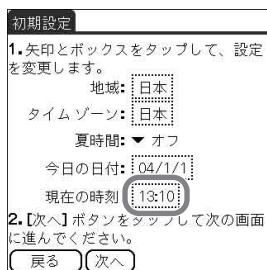 初期設定
1.矢印とボックスをタップして、設定
を変更します。
地域: 日本
タイムゾーン: 日本
夏時間: ▼ オフ
今日の日付: 04/1/1
現在の時刻 13:10
2.[次へ]ボタンをタップして次の画面
に進んでください。
戻る 次へ